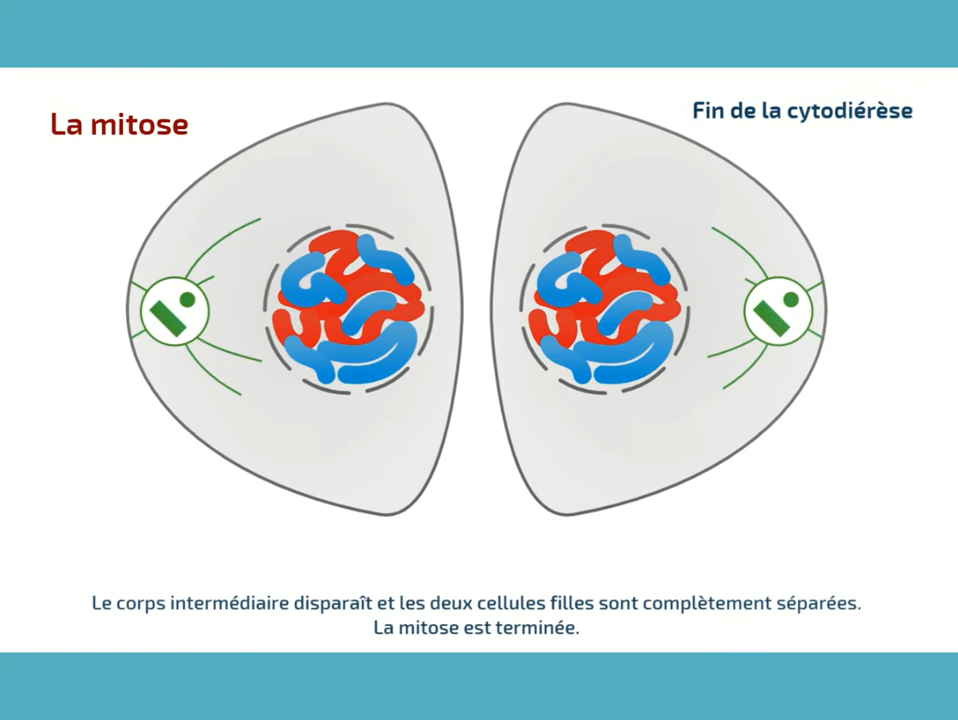 La mitose
Fin de la cytodiérèse
Le corps intermédiaire disparaît et les deux cellules filles sont complètement séparées.
La mitose est terminée.